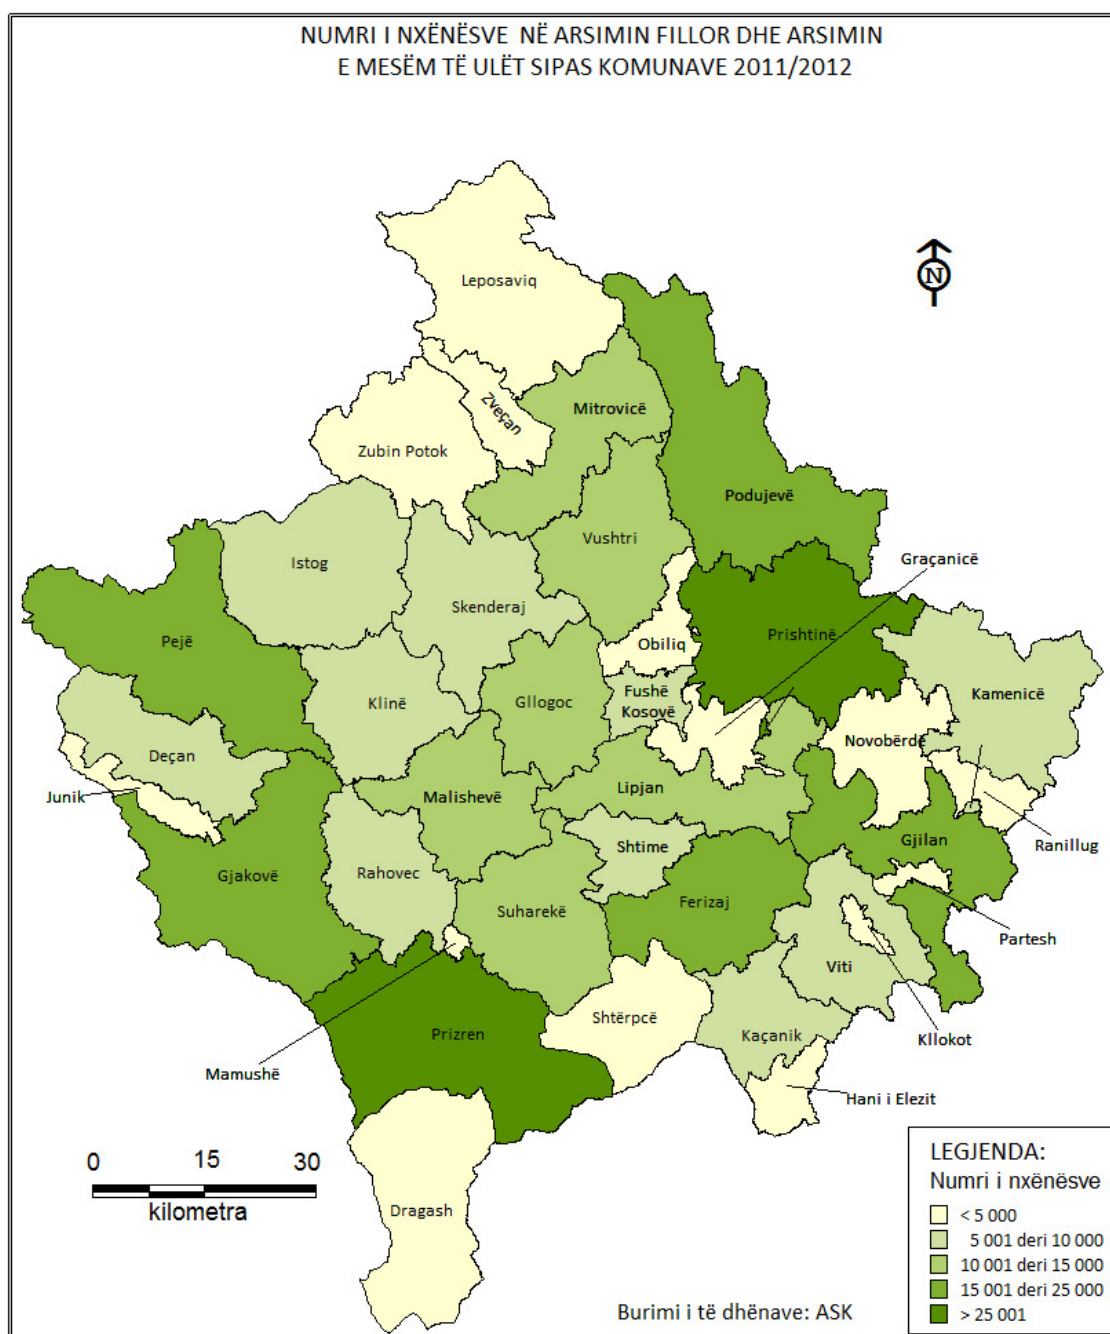 NUMRI I NXËNËSVE NË ARSIMIN FILLOR DHE ARSIMIN
E MESËM TË ULËT SIPAS KOMUNAVE 2011/2012
N
Leposaviq
Zveçan
Mitrovicë
Zubin Potok
Podujevë
Vushtri
Graçanicë
Istog
Skenderaj
Prishtinë
Pejë
Obiliq
Kamenicë
Klinë
Gllogoc
Fushë
Kosovë
Novobërdë
Deçan
Junik
Malishevë
Lipjan
Gjilan
Ranillug
Shtime
Gjakovë
Rahovec
Suharekë
Ferizaj
Partesh
Viti
Shtërpcë
Prizren
Kaçanik
Kllokot
Mamushë
Hani i Elezit
Dragash
0 15 30
kilometra
LEGJENDA:
Numri i nxënësve
< 5 000
5 001 deri 10 000
10 001 deri 15 000
15 001 deri 25 000
> 25 001
Burimi i të dhënave: ASK